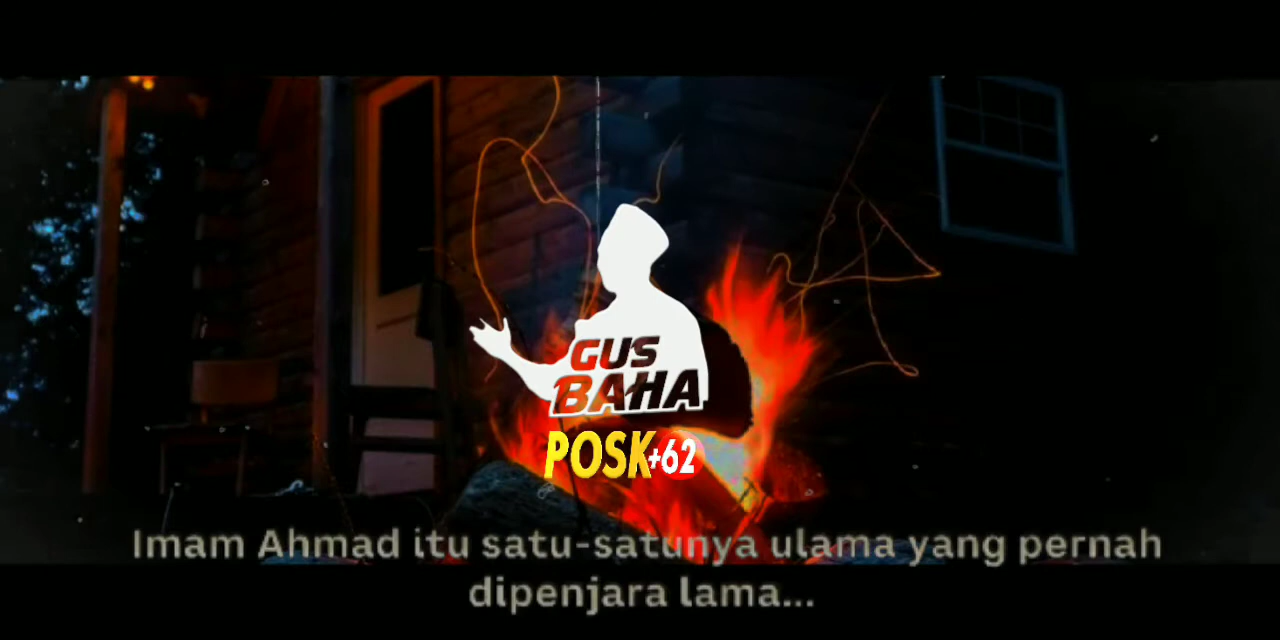 GUS
BAHA
POSK+62
Imam Ahmad itu satu-satunya ulama yang pernah
dipenjara lama...